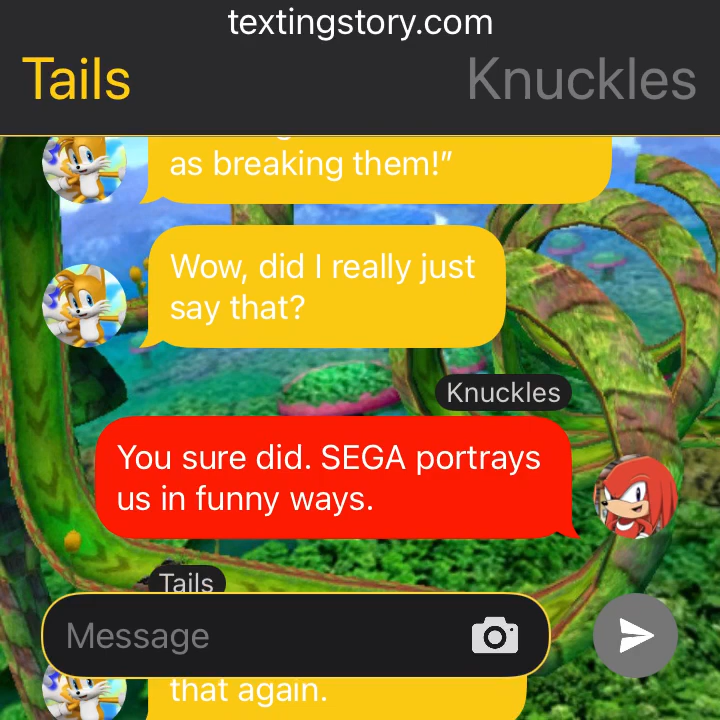 textingstory.com
Tails
Knuckles
as breaking them!”
Wow, did I really just
say that?
Knuckles
You sure did. SEGA portrays
us in funny ways.
Tails
Message
that again.